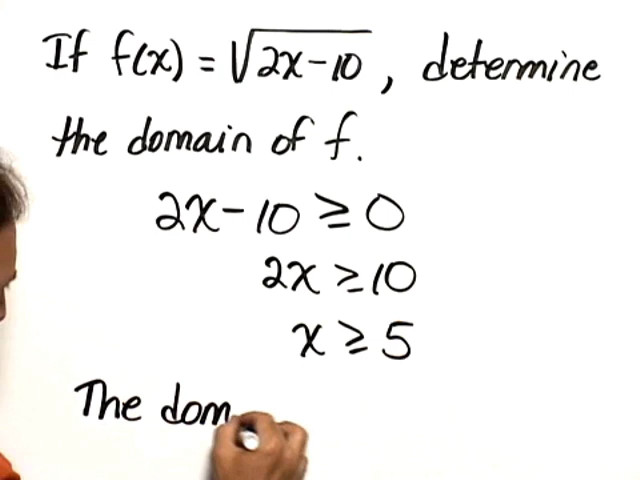 If f(x) = √(2x-10), determine
the domain of f.
2x-10 ≥ 0
2x ≥ 10
x ≥ 5
The dom